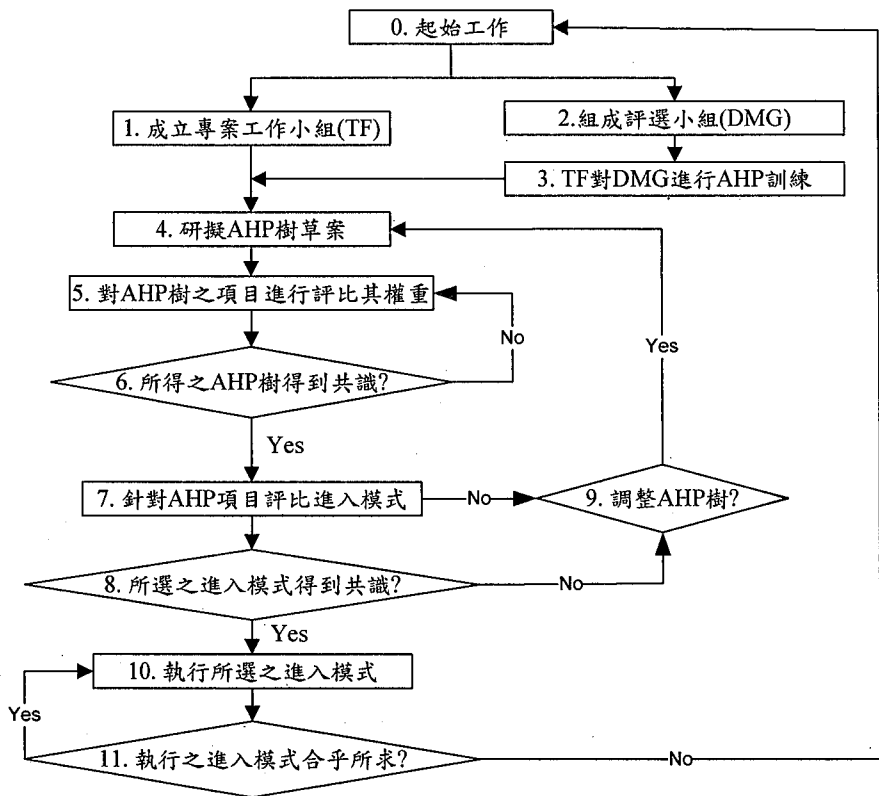 0. 起始工作
1. 成立專案工作小組(TF)
2.組成評選小組(DMG)
3. TF對DMG進行AHP訓練
4. 研擬AHP樹草案
5. 對AHP樹之項目進行評比其權重
No
Yes
6. 所得之AHP樹得到共識?
Yes
7. 針對AHP項目評比進入模式
No
9. 調整AHP樹?
8. 所選之進入模式得到共識?
No
Yes
10. 執行所選之進入模式
Yes
11. 執行之進入模式合乎所求?
No